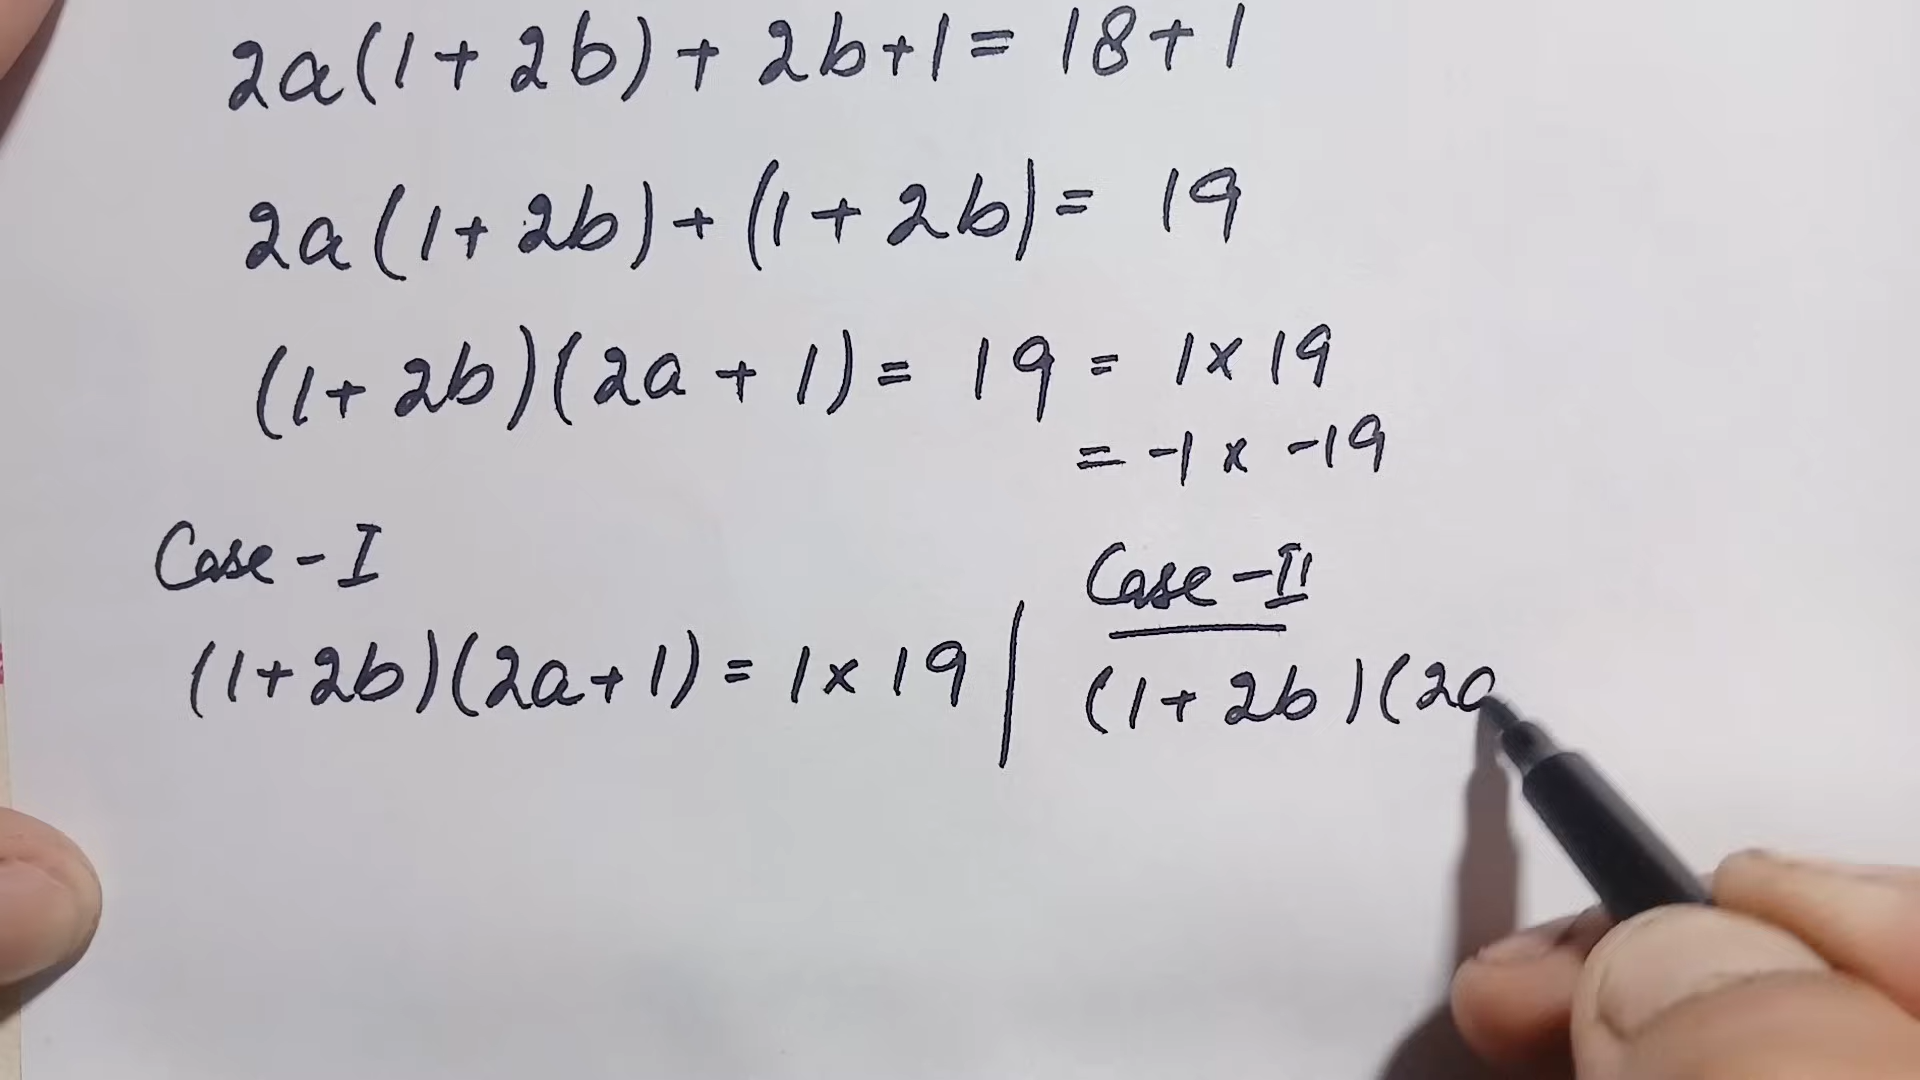 2a(1+2b)+2b+1=18+1
2a(1+2b)+(1+2b)=19
(1+2b)(2a+1)=19=1×19
=-1×-19
Case-I
(1+2b)(2a+1)=1×19
Case-II
(1+2b)(2a